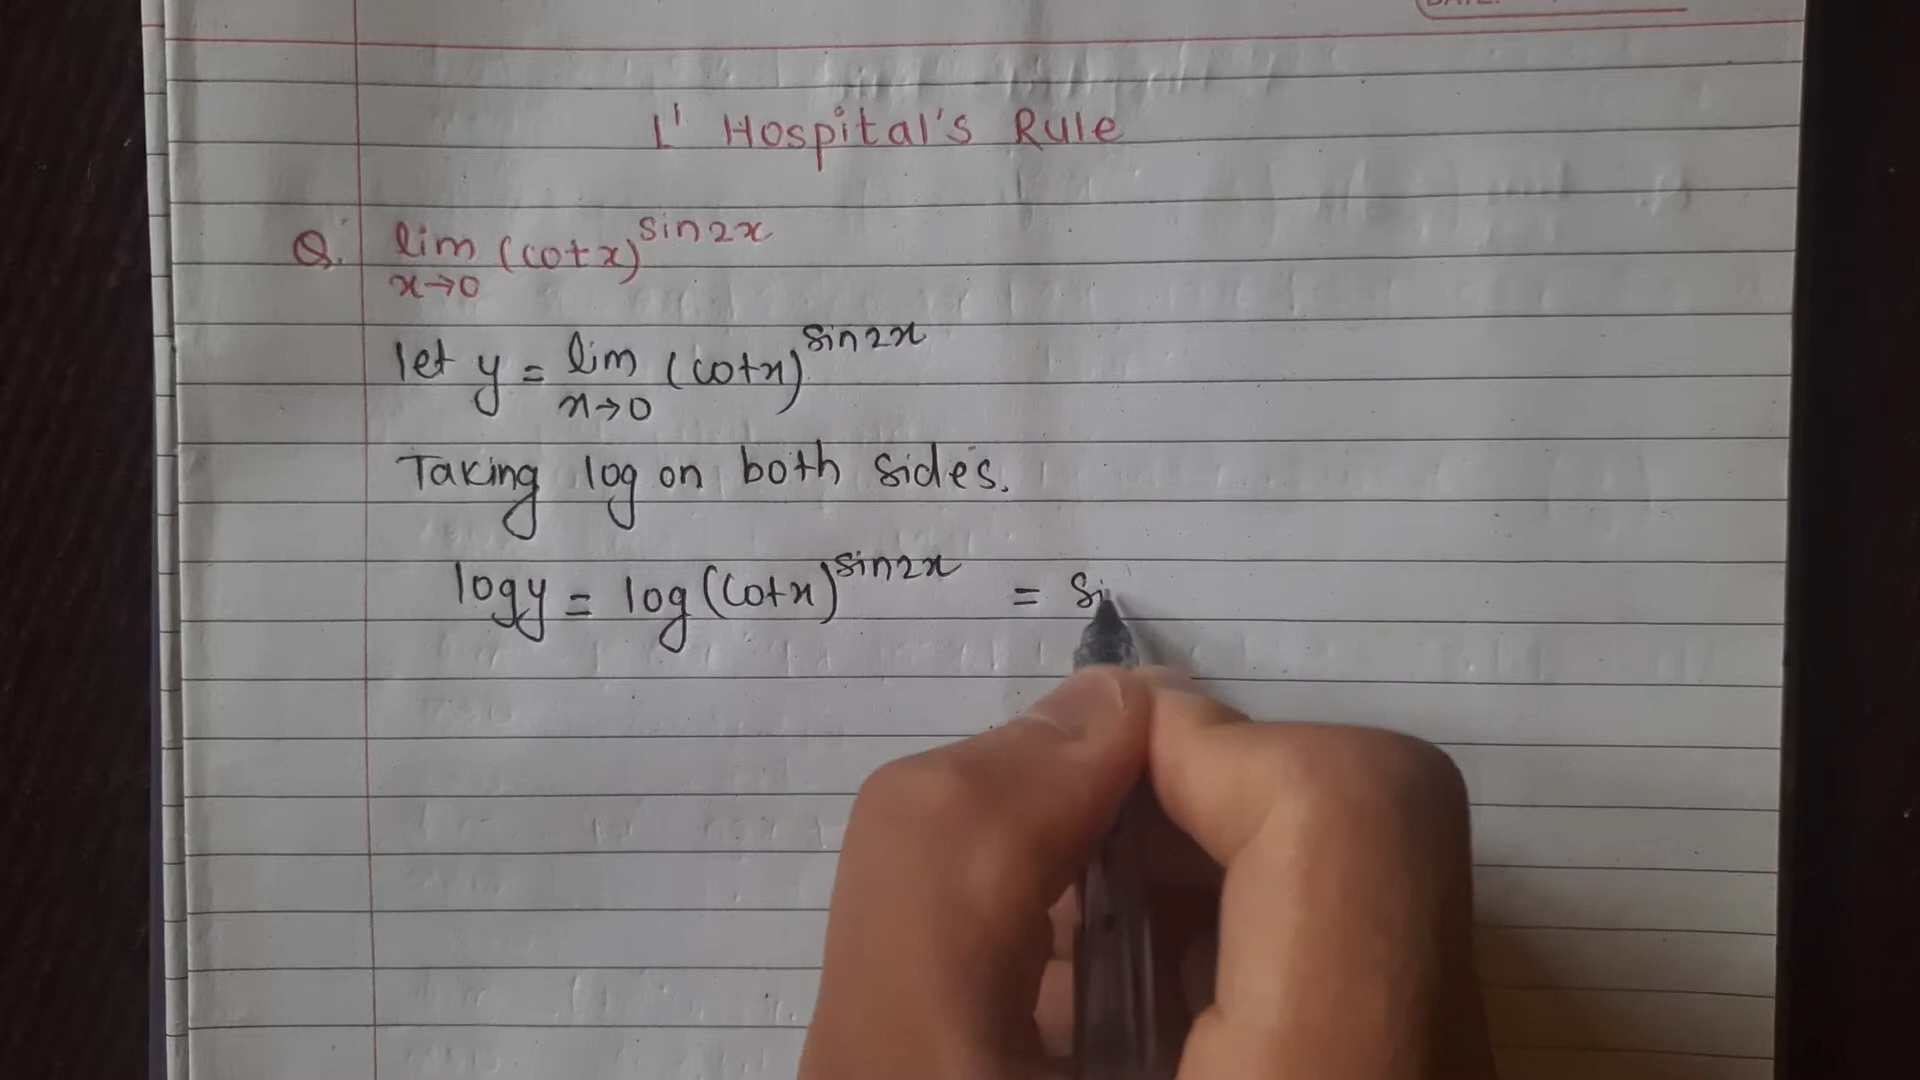 L' Hospital's Rule
Q. lim (cotx)^sin2x
x→0
let y = lim (cotx)^sin2x
x→0
Taking log on both sides.
logy = log(cotx)^sin2x = Si